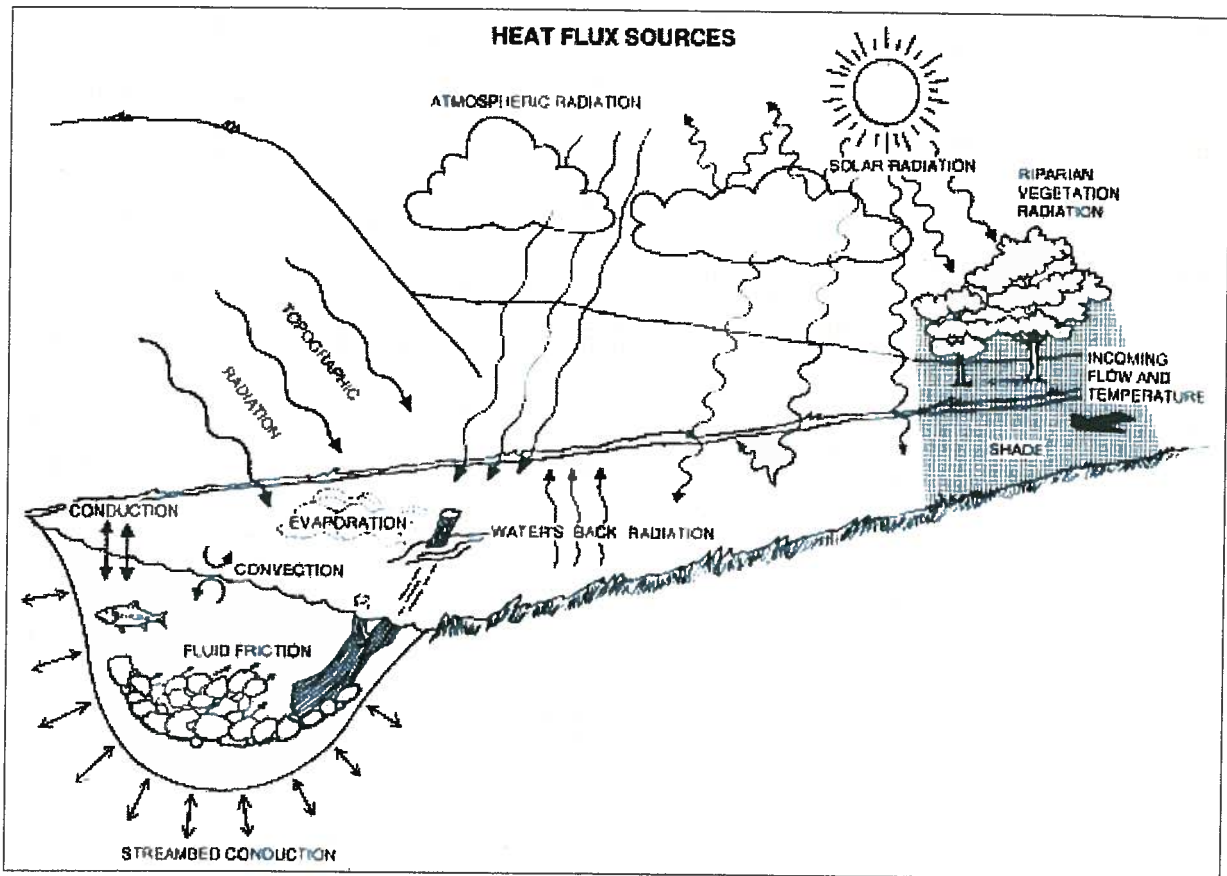 HEAT FLUX SOURCES
ATMOSPHERIC RADIATION
SOLAR RADIATION
RIPARIAN
VEGETATION
RADIATION
TOPOGRAPHIC
RADIATION
INCOMING
FLOW AND
TEMPERATURE
SHADE
CONDUCTION
EVAPORATION
WATER'S BACK RADIATION
CONVECTION
FLUID FRICTION
STREAMBED CONDUCTION